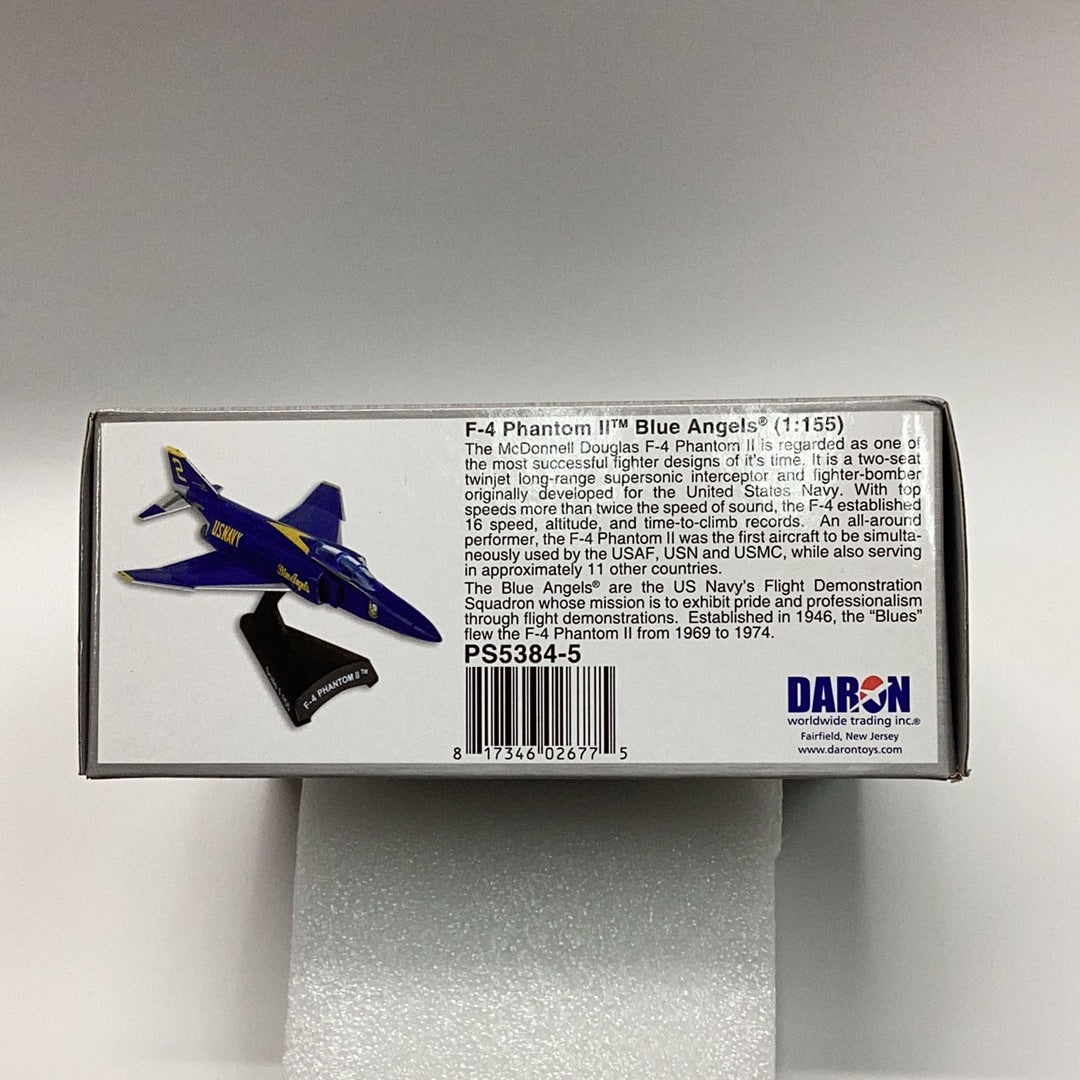 F-4 Phantom II™ Blue Angels® (1:155)
The McDonnell Douglas F-4 Phantom II is regarded as one of
the most successful fighter designs of it's time. It is a two-seat
twinjet long-range supersonic interceptor and fighter-bomber
originally developed for the United States Navy. With top
speeds more than twice the speed of sound, the F-4 established
16 speed, altitude, and time-to-climb records. An all-around
performer, the F-4 Phantom II was the first aircraft to be simulta-
neously used by the USAF, USN and USMC, while also serving
in approximately 11 other countries.
The Blue Angels® are the US Navy's Flight Demonstration
Squadron whose mission is to exhibit pride and professionalism
through flight demonstrations. Established in 1946, the "Blues"
flew the F-4 Phantom II from 1969 to 1974.
PS5384-5
8 17346 02677 5
DARON
worldwide trading inc.®
Fairfield, New Jersey
www.darontoys.com
2
US NAVY
Blue Angels
F-4 PHANTOM II™